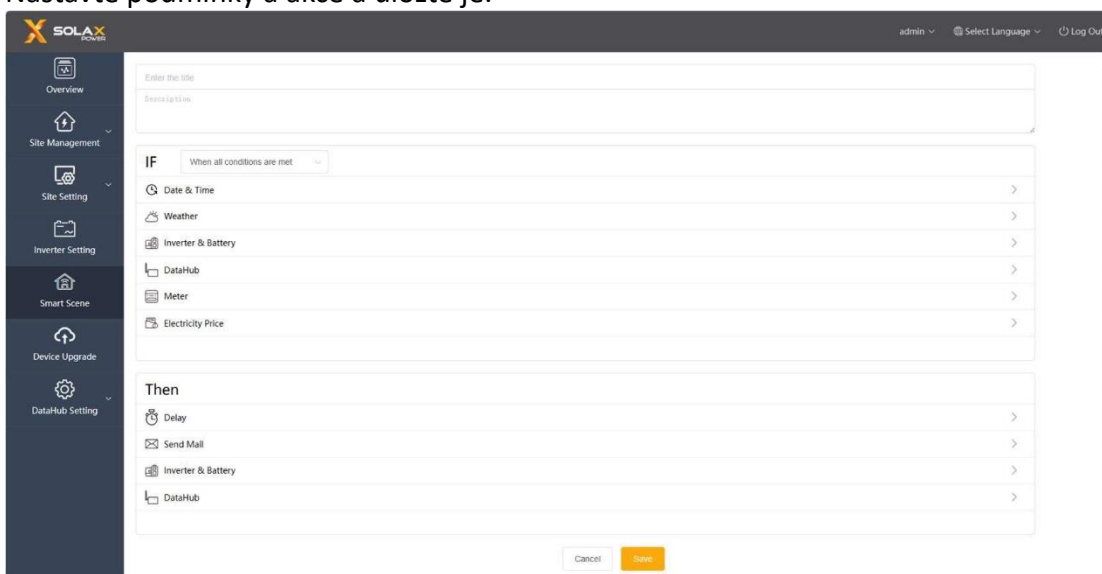 Nastavte podmínky a akce a uložte je.
SOLAX
POWER
admin
Select Language
Log Out
Overview
Site Management
Site Setting
Inverter Setting
Smart Scene
Device Upgrade
DataHub Setting
Enter the title
Description
IF
When all conditions are met
Date & Time
Weather
Inverter & Battery
DataHub
Meter
Electricity Price
Then
Delay
Send Mail
Inverter & Battery
DataHub
Cancel
Save